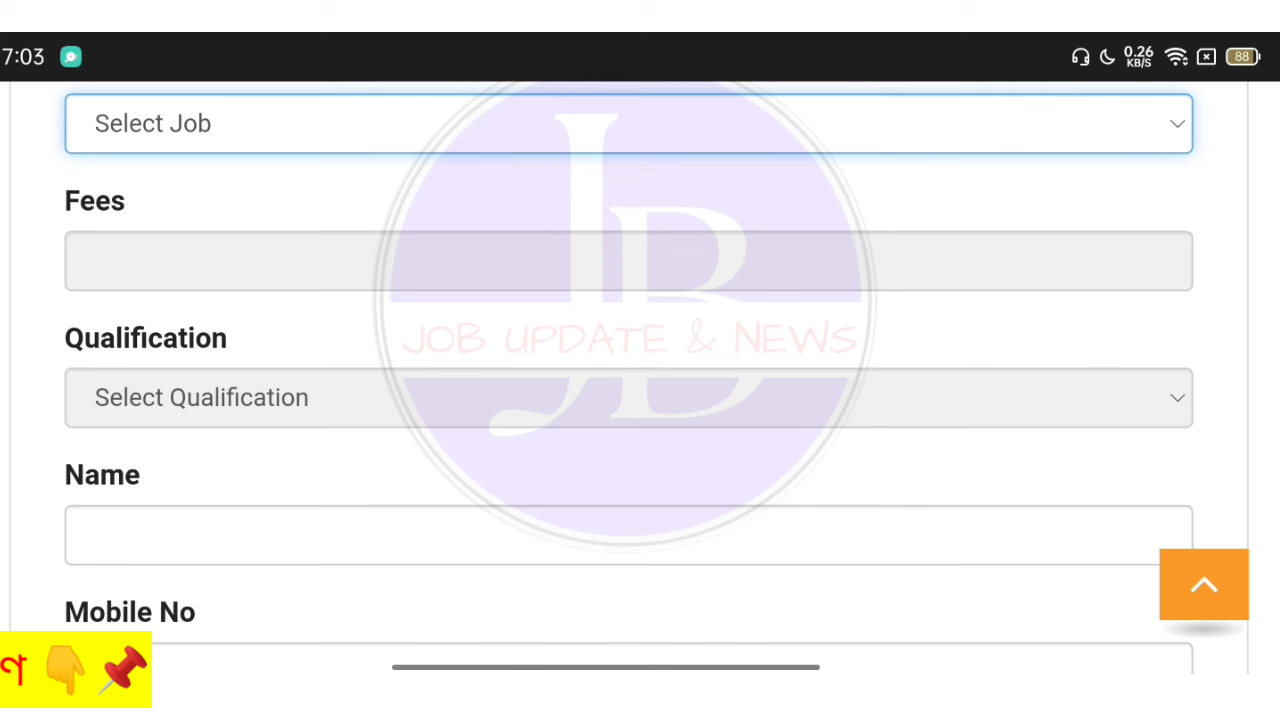 7:03
0.26
KB/S
88
Select Job
Fees
JOB UPDATE & NEWS
Qualification
Select Qualification
Name
Mobile No
ণ 👇 📌